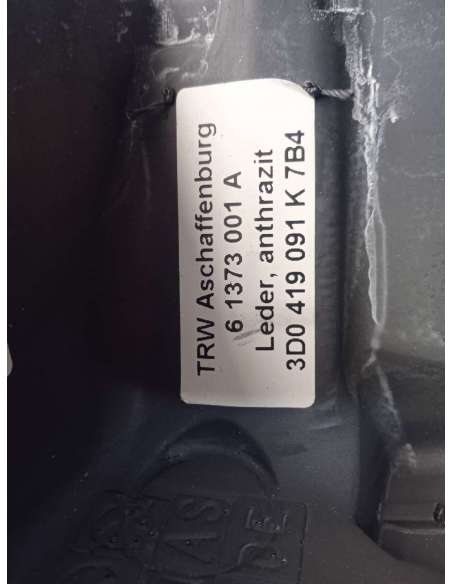 TRW Aschaffenburg
6 1373 001 A
Leder, anthrazit
3D0 419 091 K 7B4